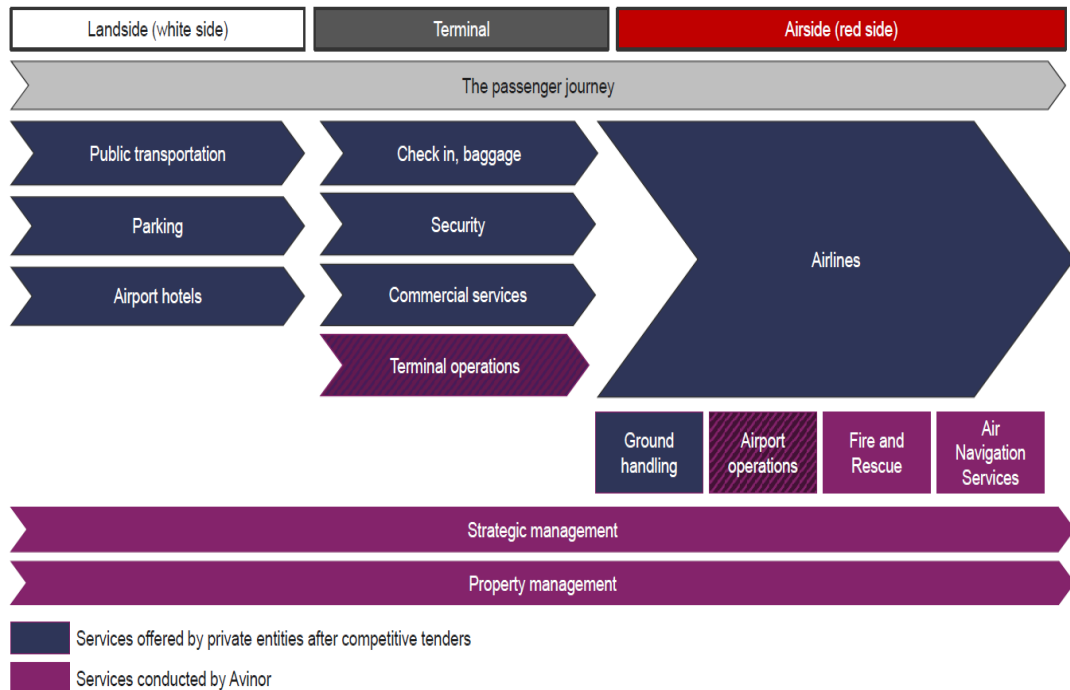 Landside (white side)
Terminal
Airside (red side)
The passenger journey
Public transportation
Check in, baggage
Parking
Security
Airlines
Airport hotels
Commercial services
Terminal operations
Ground
handling
Airport
operations
Fire and
Rescue
Air
Navigation
Services
Strategic management
Property management
Services offered by private entities after competitive tenders
Services conducted by Avinor